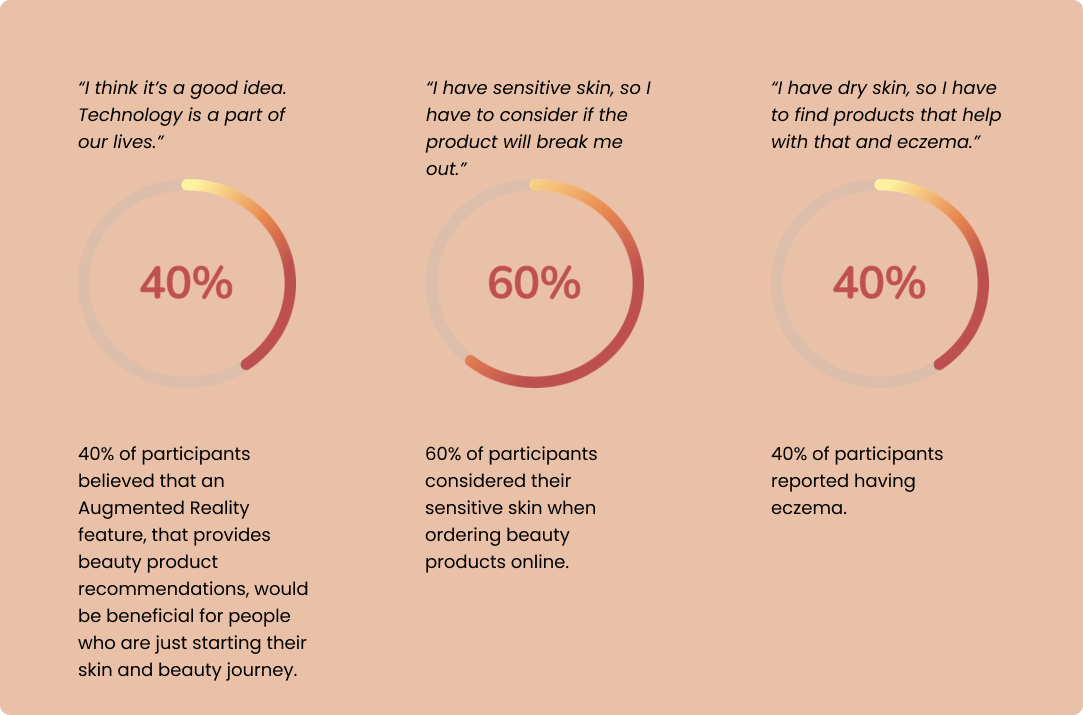 “I think it’s a good idea.
Technology is a part of
our lives.”
40%
40% of participants
believed that an
Augmented Reality
feature, that provides
beauty product
recommendations, would
be beneficial for people
who are just starting their
skin and beauty journey.
“I have sensitive skin, so I
have to consider if the
product will break me
out.”
60%
60% of participants
considered their
sensitive skin when
ordering beauty
products online.
“I have dry skin, so I have
to find products that help
with that and eczema.”
40%
40% of participants
reported having
eczema.